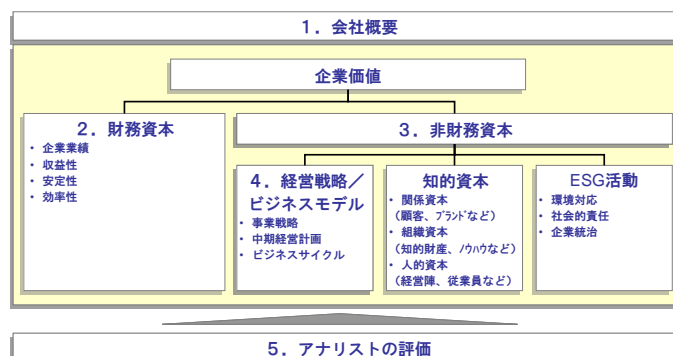 1．会社概要
企業価値
2．財務資本
・ 企業業績
・ 収益性
・ 安定性
・ 効率性
3．非財務資本
4．経営戦略／
ビジネスモデル
・ 事業戦略
・ 中期経営計画
・ ビジネスサイクル
知的資本
・ 関係資本
（顧客、ﾌﾞﾗﾝﾄﾞなど）
・ 組織資本
（知的財産、ﾉｳﾊｳなど）
・ 人的資本
（経営陣、従業員など）
ESG活動
・ 環境対応
・ 社会的責任
・ 企業統治
5．アナリストの評価